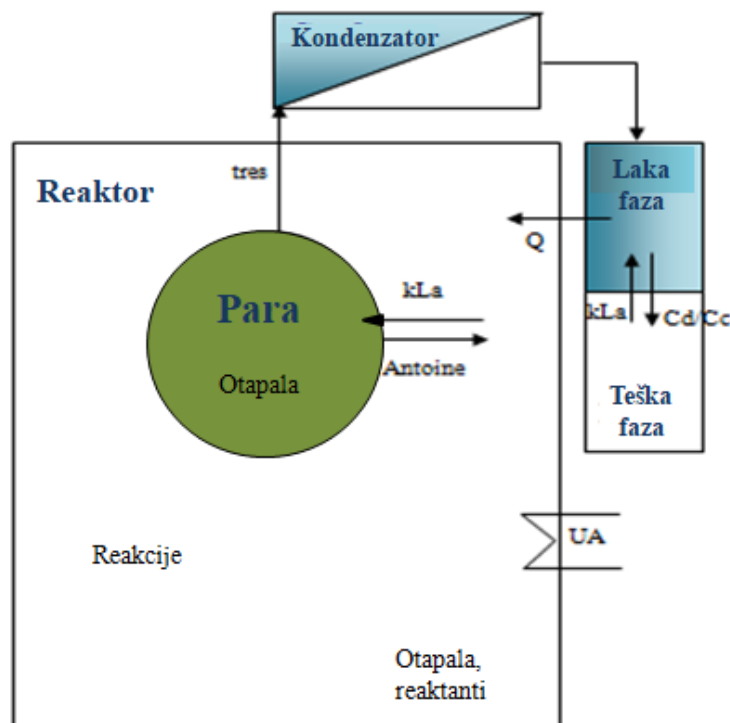 Kondenzator
Reaktor
tres
Laka
faza
Q
kLa
Cd/Cc
Para
kLa
Antoine
Otapala
Teška
faza
Reakcije
UA
Otapala,
reaktanti